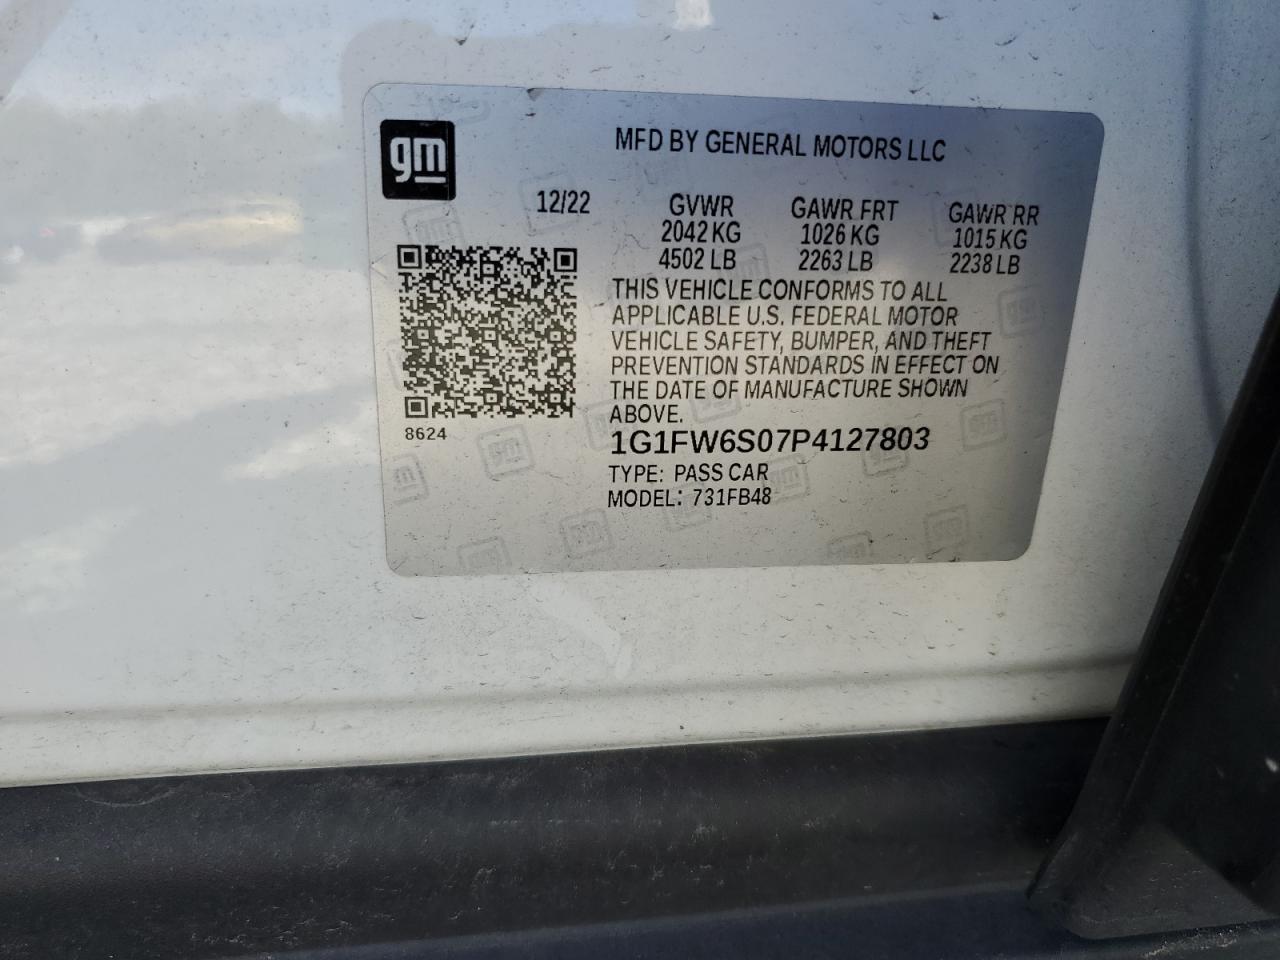 gm
MFD BY GENERAL MOTORS LLC
12/22 GVWR GAWR FRT GAWR RR
2042 KG 1026 KG 1015 KG
4502 LB 2263 LB 2238 LB
THIS VEHICLE CONFORMS TO ALL
APPLICABLE U.S. FEDERAL MOTOR
VEHICLE SAFETY, BUMPER, AND THEFT
PREVENTION STANDARDS IN EFFECT ON
THE DATE OF MANUFACTURE SHOWN
ABOVE.
8624
1G1FW6S07P4127803
TYPE: PASS CAR
MODEL: 731FB48